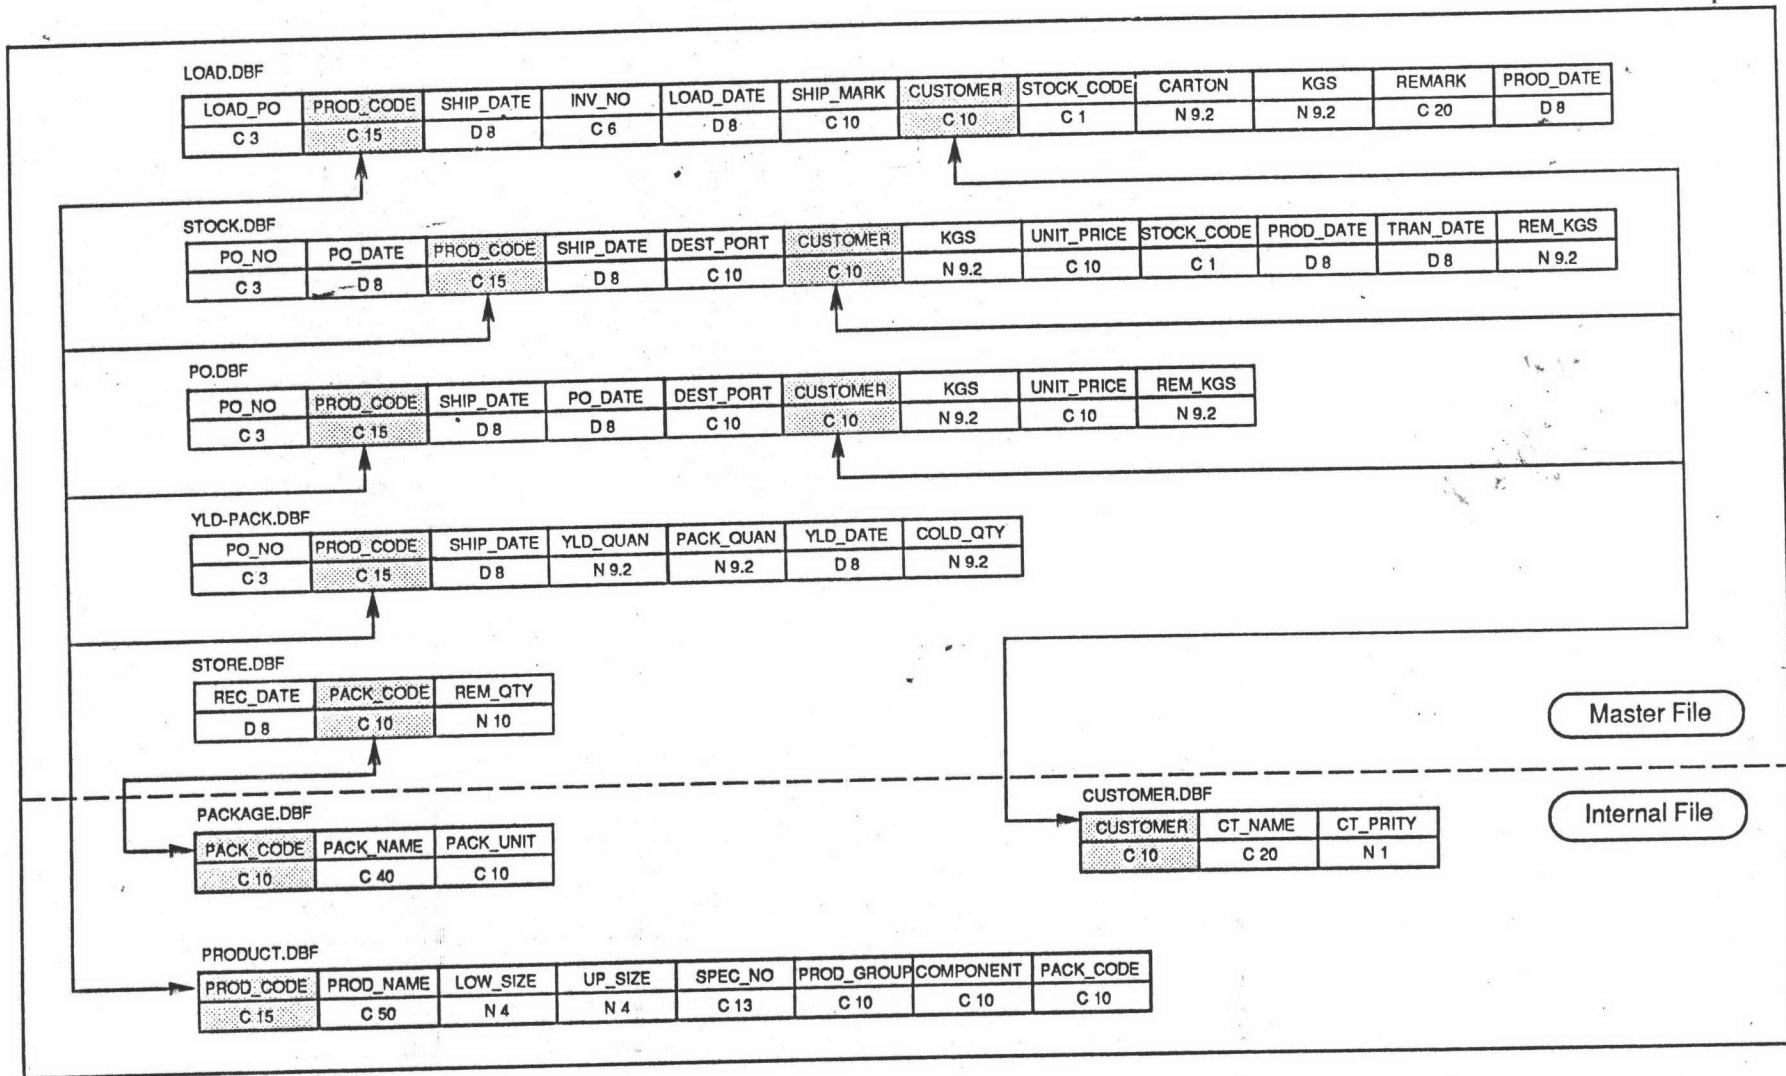 LOAD.DBF
LOAD_PO PROD_CODE SHIP_DATE INV_NO LOAD_DATE SHIP_MARK CUSTOMER STOCK_CODE CARTON KGS REMARK PROD_DATE
C 3 C 15 D 8 C 6 D 8 C 10 C 10 C 1 N 9.2 N 9.2 C 20 D 8
STOCK.DBF
PO_NO PO_DATE PROD_CODE SHIP_DATE DEST_PORT CUSTOMER KGS UNIT_PRICE STOCK_CODE PROD_DATE TRAN_DATE REM_KGS
C 3 D 8 C 15 D 8 C 10 C 10 N 9.2 C 10 C 1 D 8 D 8 N 9.2
PO.DBF
PO_NO PROD_CODE SHIP_DATE PO_DATE DEST_PORT CUSTOMER KGS UNIT_PRICE REM_KGS
C 3 C 15 D 8 D 8 C 10 C 10 N 9.2 C 10 N 9.2
YLD-PACK.DBF
PO_NO PROD_CODE SHIP_DATE YLD_QUAN PACK_QUAN YLD_DATE COLD_QTY
C 3 C 15 D 8 N 9.2 N 9.2 D 8 N 9.2
STORE.DBF
REC_DATE PACK_CODE REM_QTY
D 8 C 10 N 10
Master File
PACKAGE.DBF
PACK_CODE PACK_NAME PACK_UNIT
C 10 C 40 C 10
CUSTOMER.DBF
CUSTOMER CT_NAME CT_PRITY
C 10 C 20 N 1
Internal File
PRODUCT.DBF
PROD_CODE PROD_NAME LOW_SIZE UP_SIZE SPEC_NO PROD_GROUP COMPONENT PACK_CODE
C 15 C 50 N 4 N 4 C 13 C 10 C 10 C 10